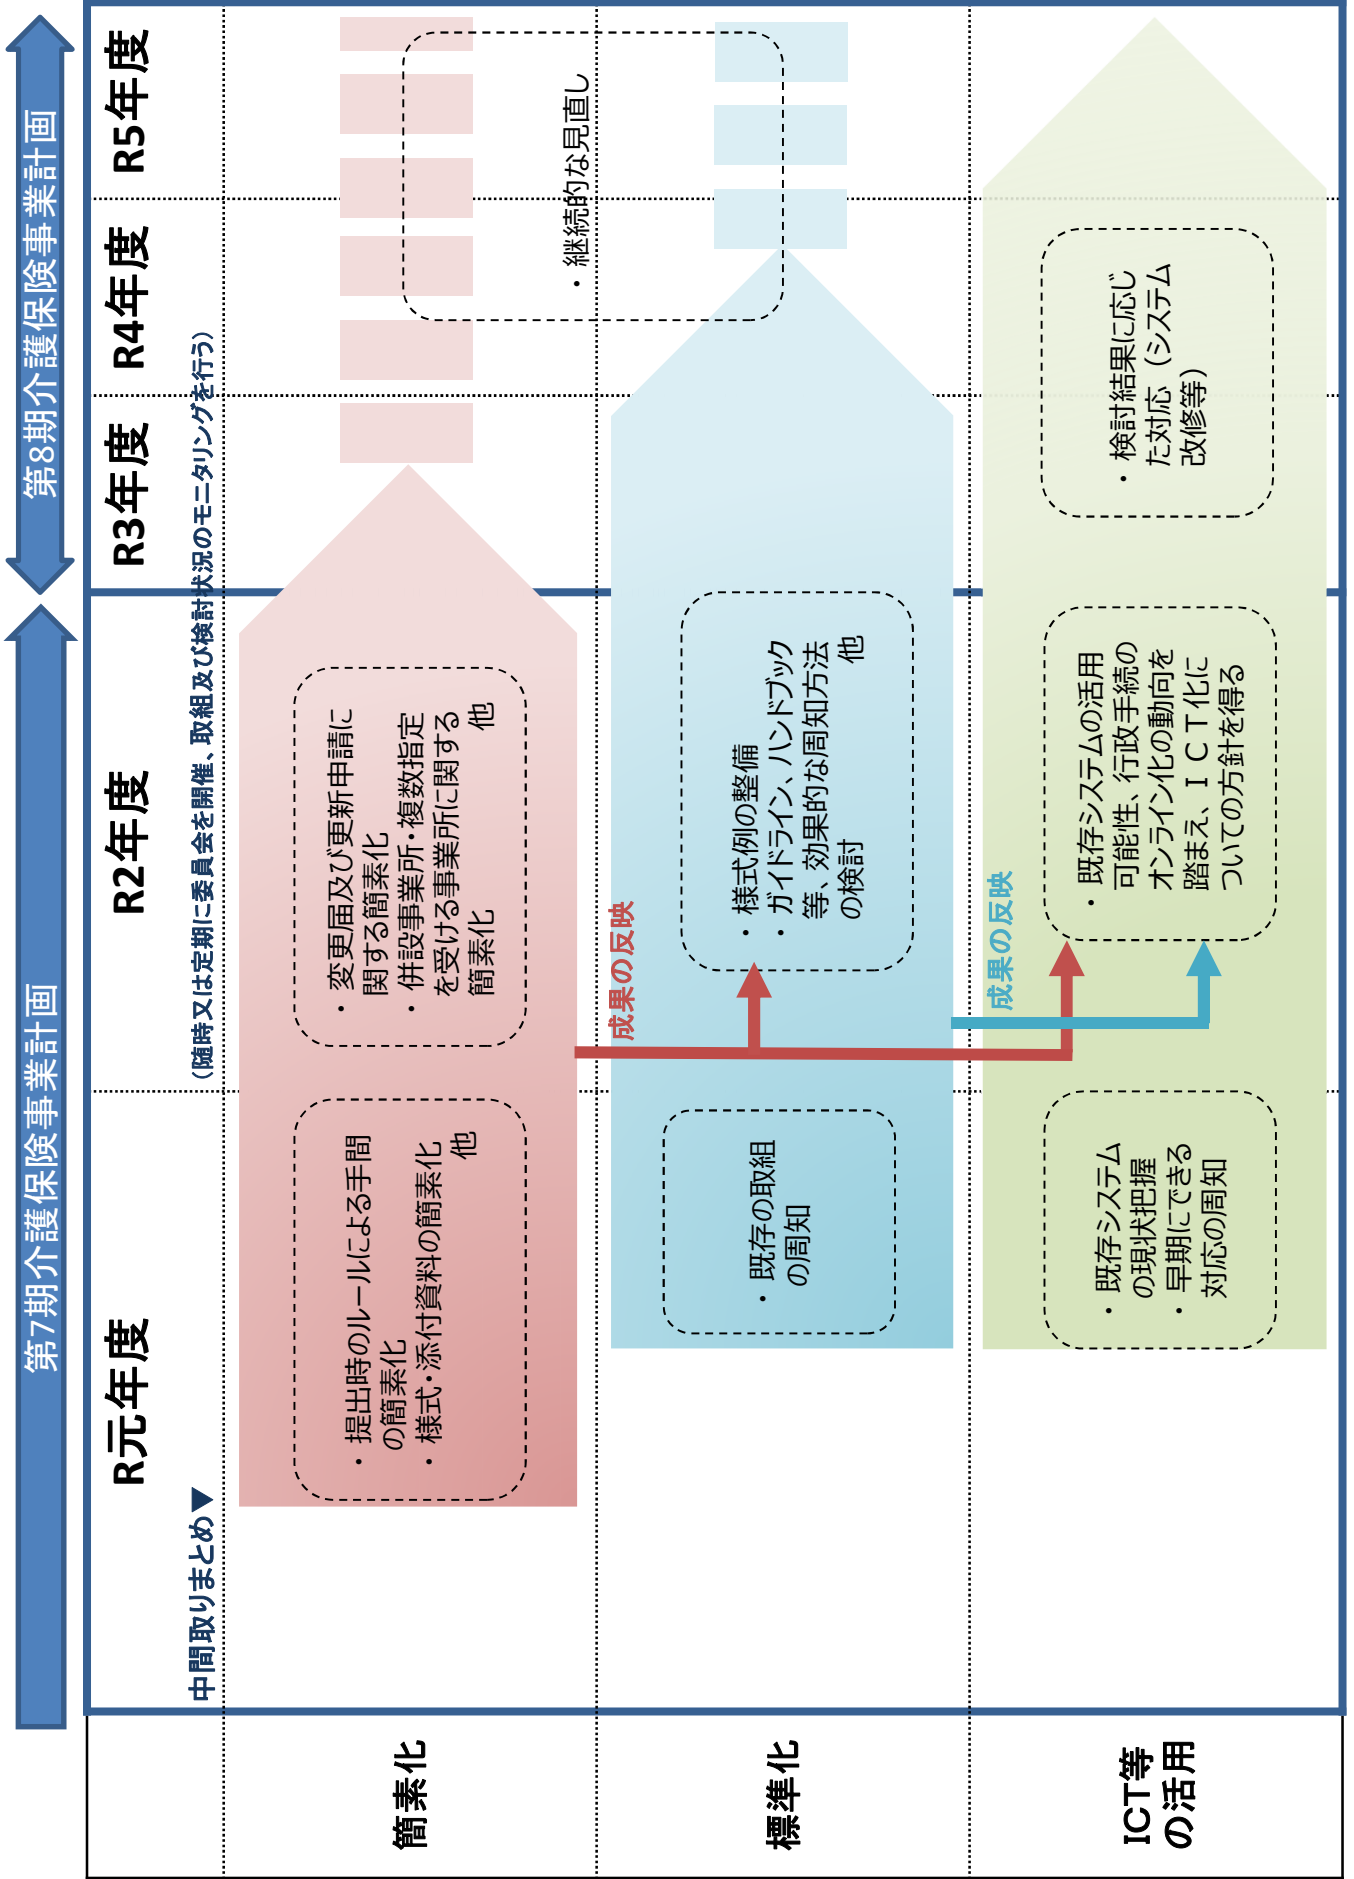 第7期介護保険事業計画
第8期介護保険事業計画
R元年度
R2年度
R3年度
R4年度
R5年度
中間取りまとめ▼
（随時又は定期に委員会を開催、取組及び検討状況のモニタリングを行う）
簡素化
・提出時のルールによる手間
の簡素化
・様式・添付資料の簡素化
他
・変更届及び更新申請に
関する簡素化
・併設事業所・複数指定
を受ける事業所に関する
簡素化　他
・継続的な見直し
成果の反映
標準化
・既存の取組
の周知
・様式例の整備
・ガイドライン、ハンドブック
等、効果的な周知方法
の検討　他
成果の反映
ICT等
の活用
・既存システム
の現状把握
・早期にできる
対応の周知
・既存システムの活用
可能性、行政手続の
オンライン化の動向を
踏まえ、ＩＣＴ化に
ついての方針を得る
・検討結果に応じ
た対応（システム
改修等）